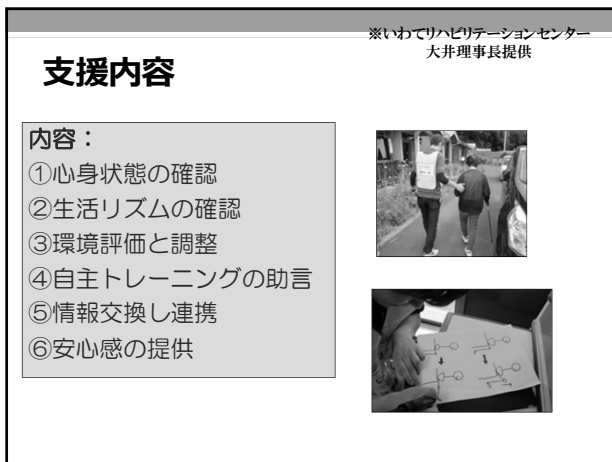 ※いわてリハビリテーションセンター
大井理事長提供
支援内容
内容：
①心身状態の確認
②生活リズムの確認
③環境評価と調整
④自主トレーニングの助言
⑤情報交換し連携
⑥安心感の提供